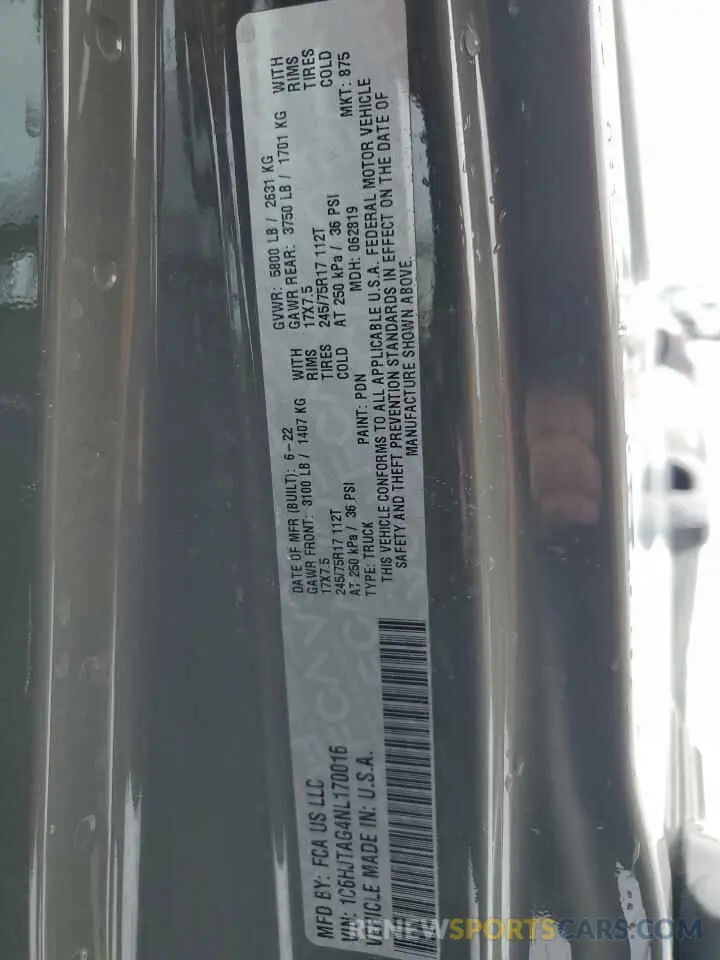 MFD BY: FCA US LLC
VIN: 1C6HJTAG4NL170016
VEHICLE MADE IN: U.S.A.
DATE OF MFR (BUILT): 6-22
GAWR FRONT: 3100 LB / 1407 KG WITH
17X7.5 RIMS
245/75R17 112T TIRES
AT 250 kPa / 36 PSI COLD
TYPE: TRUCK PAINT: PDN
GVWR: 5800 LB / 2631 KG
GAWR REAR: 3750 LB / 1701 KG WITH
17X7.5 RIMS
245/75R17 112T TIRES
AT 250 kPa / 36 PSI COLD
MDH: 062819 MKT: 875
THIS VEHICLE CONFORMS TO ALL APPLICABLE U.S.A. FEDERAL MOTOR VEHICLE
SAFETY AND THEFT PREVENTION STANDARDS IN EFFECT ON THE DATE OF
MANUFACTURE SHOWN ABOVE.
RENEWSPORTSCARS.COM